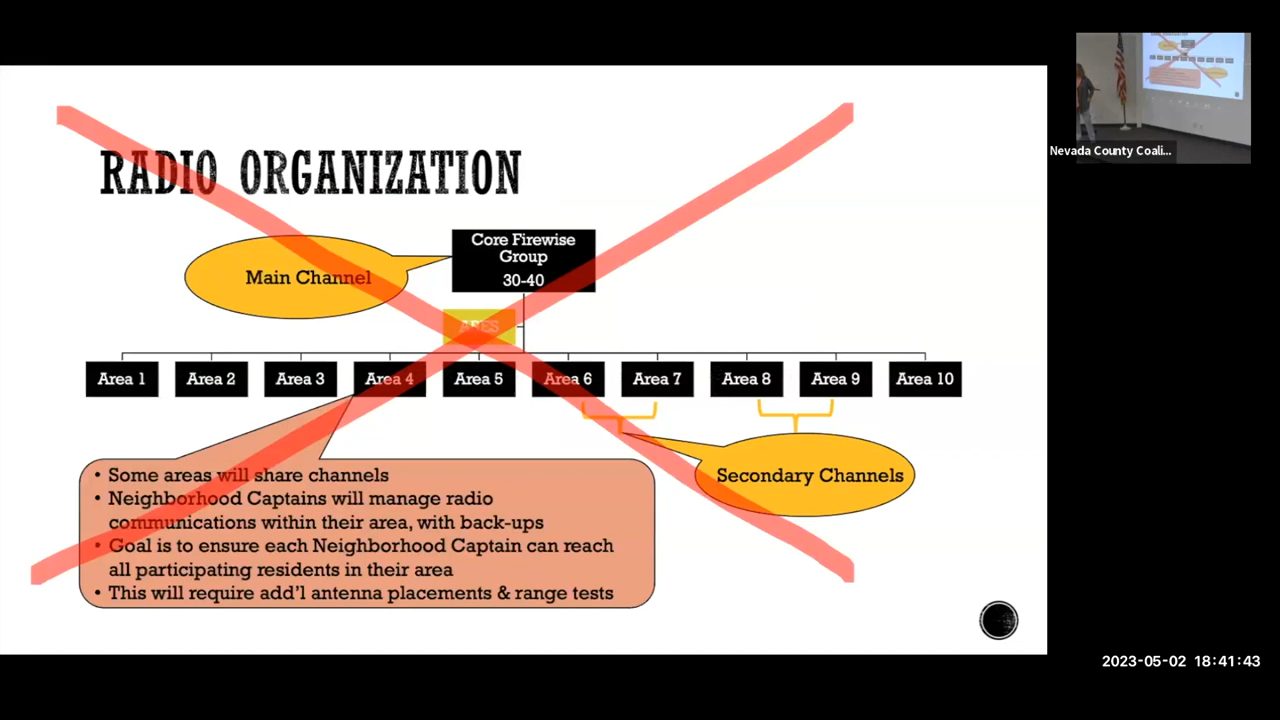 Nevada County Coali...
RADIO ORGANIZATION
Core Firewise
Group
30-40
Main Channel
ARES
Area 1
Area 2
Area 3
Area 4
Area 5
Area 6
Area 7
Area 8
Area 9
Area 10
• Some areas will share channels
• Neighborhood Captains will manage radio
communications within their area, with back-ups
• Goal is to ensure each Neighborhood Captain can reach
all participating residents in their area
• This will require add'l antenna placements & range tests
Secondary Channels
2023-05-02 18:41:43